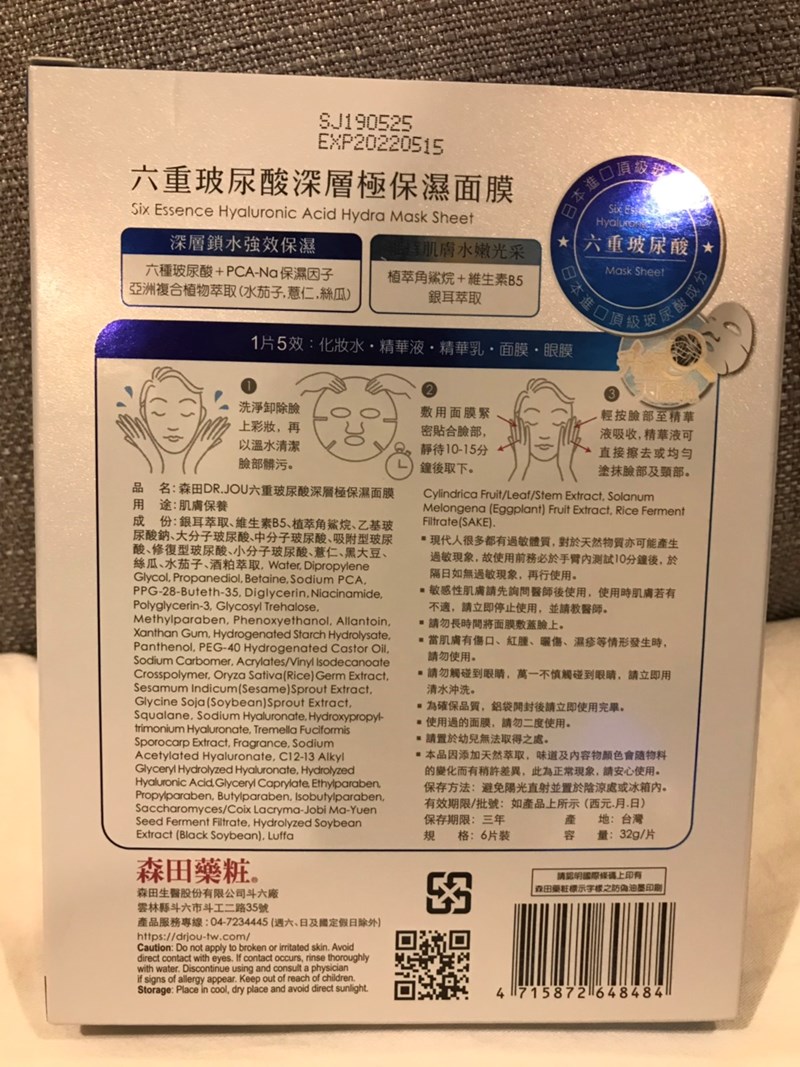 SJ190525
EXP20220515
六重玻尿酸深層極保濕面膜
Six Essence Hyaluronic Acid Hydra Mask Sheet
深層鎖水強效保濕
六種玻尿酸+PCA-Na保濕因子
亞洲複合植物萃取(水茄子.薏仁.絲瓜)
肌膚水嫩光采
植萃角鯊烷+維生素B5
銀耳萃取
日本進口頂級玻
Six Es
Hyaluro
★ 六重玻尿酸 ★
Mask Sheet
日本進口頂級玻尿酸成分
1片5效:化妝水・精華液・精華乳・面膜・眼膜
1
洗淨卸除臉
上彩妝,再
以溫水清潔
臉部髒污。
2
敷用面膜緊
密貼合臉部,
靜待10-15分
鐘後取下。
3
輕按臉部至精華
液吸收,精華液可
直接擦去或均勻
塗抹臉部及頸部。
品 名:森田DR.JOU六重玻尿酸深層極保濕面膜
用 途:肌膚保養
成 份:銀耳萃取、維生素B5、植萃角鯊烷、乙基玻
尿酸鈉、大分子玻尿酸、中分子玻尿酸、吸附型玻尿
酸、修復型玻尿酸、小分子玻尿酸、薏仁、黑大豆、
絲瓜、水茄子、酒粕萃取. Water, Dipropylene
Glycol, Propanediol, Betaine, Sodium PCA,
PPG-28-Buteth-35, Diglycerin, Niacinamide,
Polyglycerin-3, Glycosyl Trehalose,
Methylparaben, Phenoxyethanol, Allantoin,
Xanthan Gum, Hydrogenated Starch Hydrolysate,
Panthenol, PEG-40 Hydrogenated Castor Oil,
Sodium Carbomer, Acrylates/Vinyl Isodecanoate
Crosspolymer, Oryza Sativa(Rice)Germ Extract,
Sesamum Indicum(Sesame)Sprout Extract,
Glycine Soja(Soybean)Sprout Extract,
Squalane, Sodium Hyaluronate, Hydroxypropyl-
trimonium Hyaluronate, Tremella Fuciformis
Sporocarp Extract, Fragrance, Sodium
Acetylated Hyaluronate, C12-13 Alkyl
Glyceryl Hydrolyzed Hyaluronate, Hydrolyzed
Hyaluronic Acid, Glyceryl Caprylate, Ethylparaben,
Propylparaben, Butylparaben, Isobutylparaben,
Saccharomyces/Coix Lacryma-Jobi Ma-Yuen
Seed Ferment Filtrate, Hydrolyzed Soybean
Extract (Black Soybean), Luffa
Cylindrica Fruit/Leaf/Stem Extract, Solanum
Melongena (Eggplant) Fruit Extract, Rice Ferment
Filtrate(SAKE).
▪ 現代人很多都有過敏體質,對於天然物質亦可能產生
過敏現象,故使用前務必於手臂內測試10分鐘後,於
隔日如無過敏現象,再行使用。
▪ 敏感性肌膚請先詢問醫師後使用,使用時肌膚若有
不適,請立即停止使用,並請教醫師。
▪ 請勿長時間將面膜敷蓋臉上。
▪ 當肌膚有傷口、紅腫、曬傷、濕疹等情形發生時,
請勿使用。
▪ 請勿觸碰到眼睛,萬一不慎觸碰到眼睛,請立即用
清水沖洗。
▪ 為確保品質,鋁袋開封後請立即使用完畢。
▪ 使用過的面膜,請勿二度使用。
▪ 請置於幼兒無法取得之處。
▪ 本品因添加天然萃取,味道及內容物顏色會隨物料
的變化而有稍許差異,此為正常現象,請安心使用。
保存方法:避免陽光直射並置於陰涼處或冰箱內。
有效期限/批號:如產品上所示(西元.月.日)
保存期限:三年 產 地:台灣
規 格:6片裝 容 量:32g/片
森田藥粧®
森田生醫股份有限公司斗六廠
雲林縣斗六市斗工二路35號
產品服務專線:04-7234445 (週六、日及國定假日除外)
https://drjou-tw.com/
Caution: Do not apply to broken or irritated skin. Avoid
direct contact with eyes. If contact occurs, rinse thoroughly
with water. Discontinue using and consult a physician
if signs of allergy appear. Keep out of reach of children.
Storage: Place in cool, dry place and avoid direct sunlight.
請認明國際條碼上印有
森田藥粧標示字樣之防偽油墨印刷
4 715872 648484